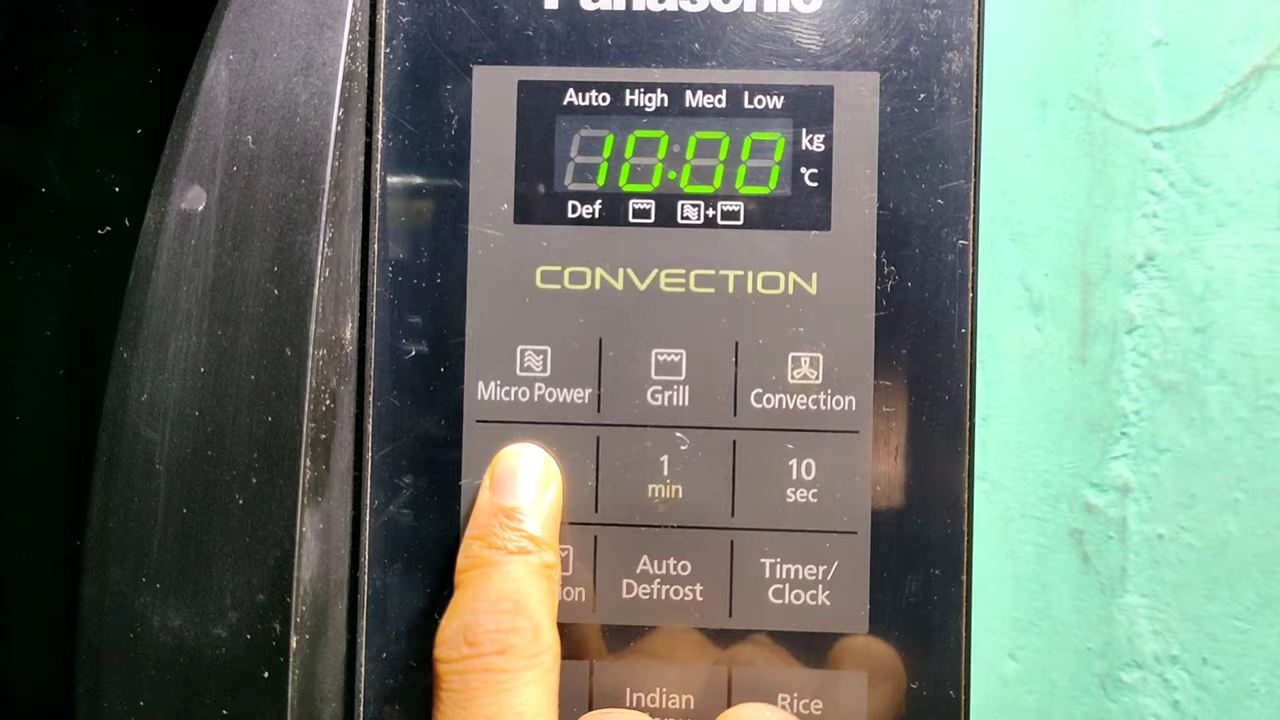 Panasonic
Auto High Med Low
10:00 kg
°C
Def +
CONVECTION
Micro Power Grill Convection
1
min
10
sec
Auto
Defrost
Timer/
Clock
Indian
Rice